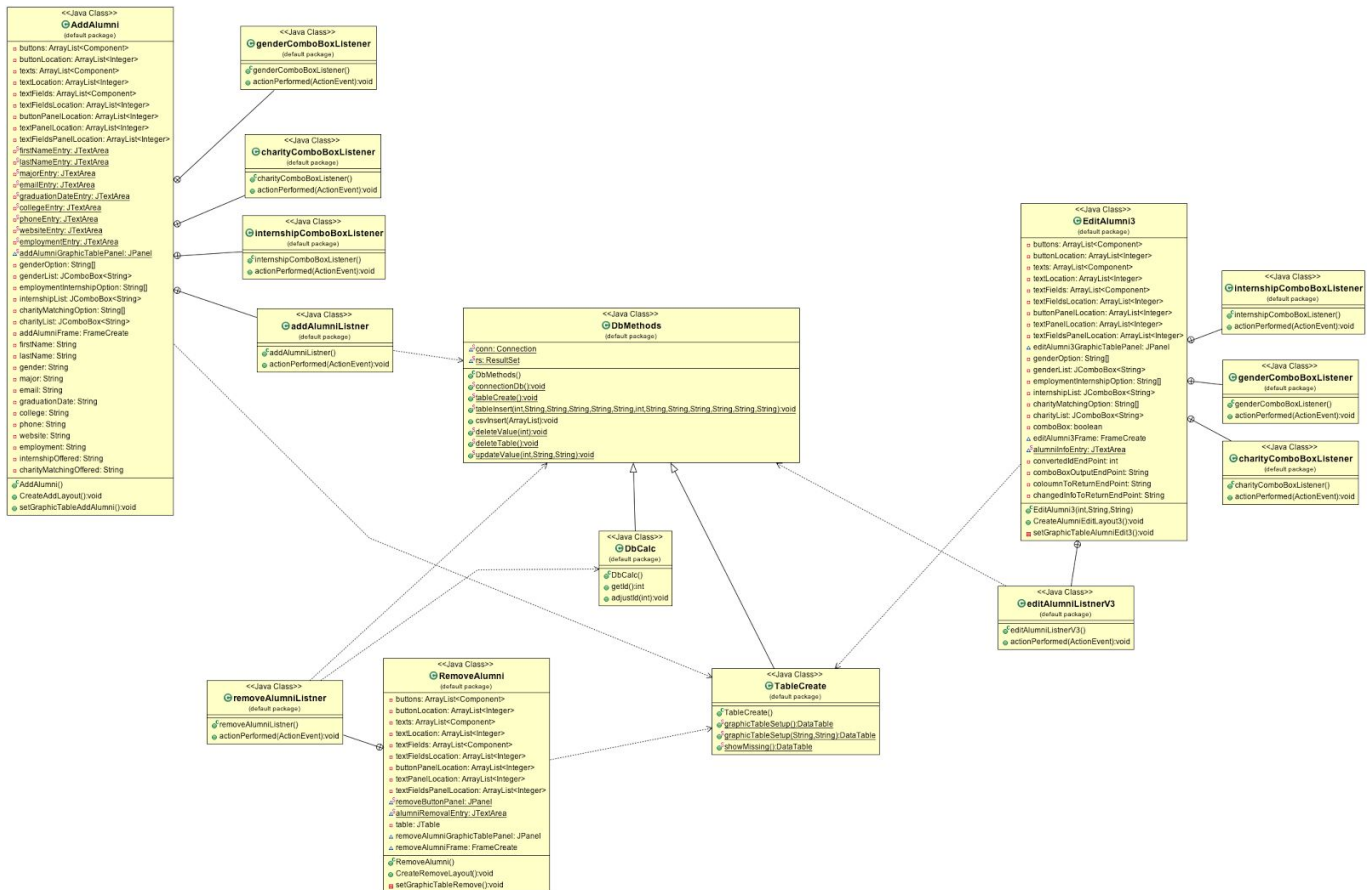 <<Java Class>>
AddAlumni
(default package)
buttons: ArrayList<Component>
buttonLocation: ArrayList<Integer>
texts: ArrayList<Component>
textLocation: ArrayList<Integer>
textFields: ArrayList<Component>
textFieldsLocation: ArrayList<Integer>
buttonPanelLocation: ArrayList<Integer>
textPanelLocation: ArrayList<Integer>
textFieldsPanelLocation: ArrayList<Integer>
firstNameEntry: JTextArea
lastNameEntry: JTextArea
majorEntry: JTextArea
emailEntry: JTextArea
graduationDateEntry: JTextArea
collegeEntry: JTextArea
phoneEntry: JTextArea
websiteEntry: JTextArea
employmentEntry: JTextArea
addAlumniGraphicTablePanel: JPanel
genderOption: String[]
genderList: JComboBox<String>
employmentInternshipOption: String[]
internshipList: JComboBox<String>
charityMatchingOption: String[]
charityList: JComboBox<String>
addAlumniFrame: FrameCreate
firstName: String
lastName: String
gender: String
major: String
email: String
graduationDate: String
college: String
phone: String
website: String
employment: String
internshipOffered: String
charityMatchingOffered: String
AddAlumni()
CreateAddLayout():void
setGraphicTableAddAlumni():void
<<Java Class>>
genderComboBoxListener
(default package)
genderComboBoxListener()
actionPerformed(ActionEvent):void
<<Java Class>>
charityComboBoxListener
(default package)
charityComboBoxListener()
actionPerformed(ActionEvent):void
<<Java Class>>
internshipComboBoxListener
(default package)
internshipComboBoxListener()
actionPerformed(ActionEvent):void
<<Java Class>>
addAlumniListner
(default package)
addAlumniListner()
actionPerformed(ActionEvent):void
<<Java Class>>
DbMethods
(default package)
conn: Connection
rs: ResultSet
DbMethods()
connectionDb():void
tableCreate():void
tableInsert(int,String,String,String,String,String,int,String,String,String,String,String,String):void
csvInsert(ArrayList):void
deleteValue(int):void
deleteTable():void
updateValue(int,String,String):void
<<Java Class>>
EditAlumni3
(default package)
buttons: ArrayList<Component>
buttonLocation: ArrayList<Integer>
texts: ArrayList<Component>
textLocation: ArrayList<Integer>
textFields: ArrayList<Component>
textFieldsLocation: ArrayList<Integer>
buttonPanelLocation: ArrayList<Integer>
textPanelLocation: ArrayList<Integer>
textFieldsPanelLocation: ArrayList<Integer>
editAlumni3GraphicTablePanel: JPanel
genderOption: String[]
genderList: JComboBox<String>
employmentInternshipOption: String[]
internshipList: JComboBox<String>
charityMatchingOption: String[]
charityList: JComboBox<String>
comboBox: boolean
editAlumni3Frame: FrameCreate
alumniInfoEntry: JTextArea
convertedIdEndPoint: int
comboBoxOutputEndPoint: String
coloumnToReturnEndPoint: String
changedInfoToReturnEndPoint: String
EditAlumni3(int,String,String)
CreateAlumniEditLayout3():void
setGraphicTableAlumniEdit3():void
<<Java Class>>
internshipComboBoxListener
(default package)
internshipComboBoxListener()
actionPerformed(ActionEvent):void
<<Java Class>>
genderComboBoxListener
(default package)
genderComboBoxListener()
actionPerformed(ActionEvent):void
<<Java Class>>
charityComboBoxListener
(default package)
charityComboBoxListener()
actionPerformed(ActionEvent):void
<<Java Class>>
DbCalc
(default package)
DbCalc()
getId():int
adjustId(int):void
<<Java Class>>
editAlumniListnerV3
(default package)
editAlumniListnerV3()
actionPerformed(ActionEvent):void
<<Java Class>>
removeAlumniListner
(default package)
removeAlumniListner()
actionPerformed(ActionEvent):void
<<Java Class>>
RemoveAlumni
(default package)
buttons: ArrayList<Component>
buttonLocation: ArrayList<Integer>
texts: ArrayList<Component>
textLocation: ArrayList<Integer>
textFields: ArrayList<Component>
textFieldsLocation: ArrayList<Integer>
buttonPanelLocation: ArrayList<Integer>
textPanelLocation: ArrayList<Integer>
textFieldsPanelLocation: ArrayList<Integer>
removeButtonPanel: JPanel
alumniRemovalEntry: JTextArea
table: JTable
removeAlumniGraphicTablePanel: JPanel
removeAlumniFrame: FrameCreate
RemoveAlumni()
CreateRemoveLayout():void
setGraphicTableRemove():void
<<Java Class>>
TableCreate
(default package)
TableCreate()
graphicTableSetup():DataTable
graphicTableSetup(String,String):DataTable
showMissing():DataTable